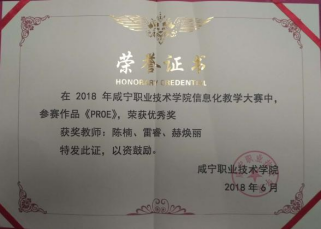 荣誉证书
HONORARY CREDENTIAL
在 2018 年咸宁职业技术学院信息化教学大赛中,
参赛作品《PROE》,荣获优秀奖
获奖教师:陈楠、雷睿、赫焕丽
特发此证,以资鼓励。
咸宁职业技术学院
2018 年 6 月